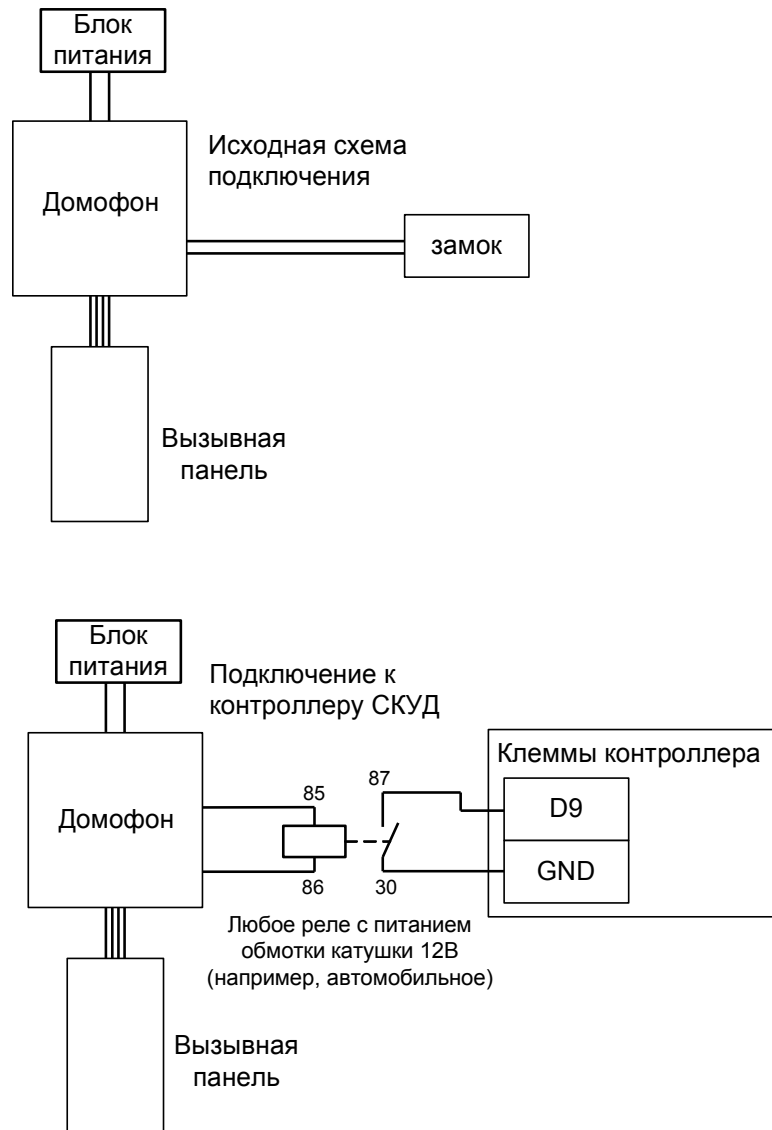 Блок
питания
Исходная схема
подключения
Домофон
замок
Вызывная
панель
Блок
питания
Подключение к
контроллеру СКУД
Клеммы контроллера
85
87
D9
Домофон
GND
86
30
Любое реле с питанием
обмотки катушки 12В
(например, автомобильное)
Вызывная
панель